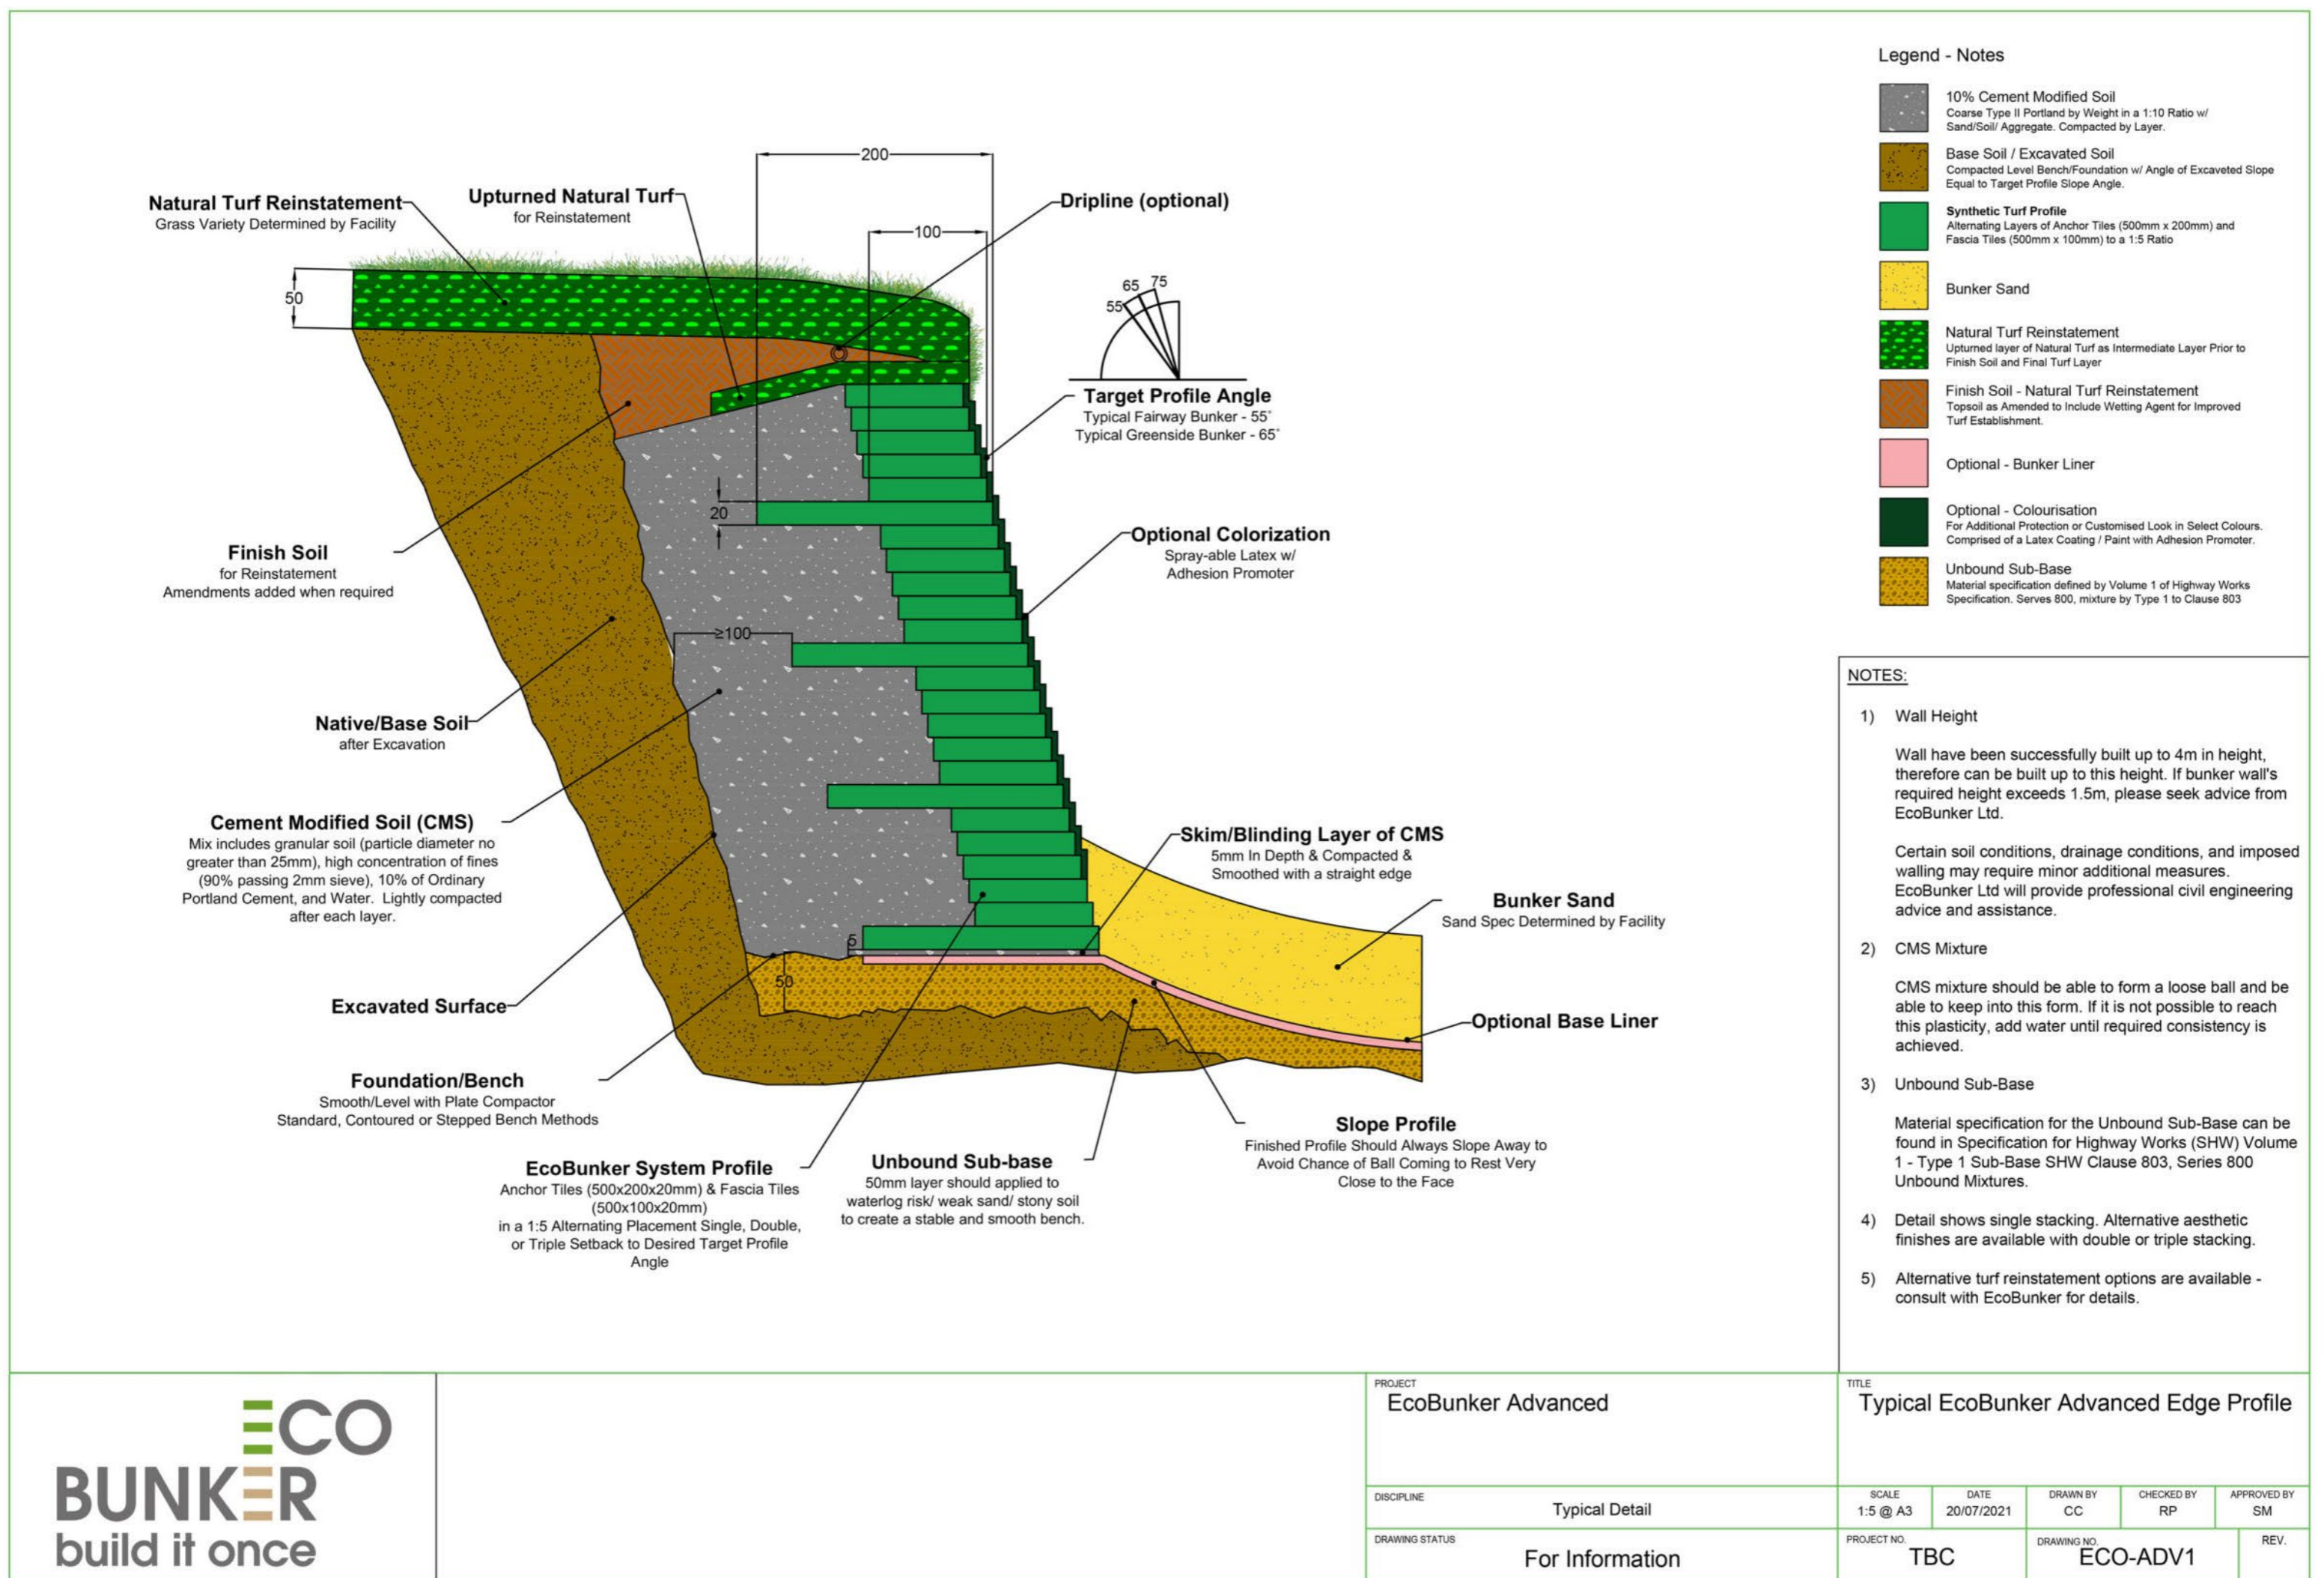 Legend - Notes
10% Cement Modified Soil
Coarse Type II Portland by Weight in a 1:10 Ratio w/
Sand/Soil/ Aggregate. Compacted by Layer.
Base Soil / Excavated Soil
Compacted Level Bench/Foundation w/ Angle of Excaveted Slope
Equal to Target Profile Slope Angle.
Synthetic Turf Profile
Alternating Layers of Anchor Tiles (500mm x 200mm) and
Fascia Tiles (500mm x 100mm) to a 1:5 Ratio
Bunker Sand
Natural Turf Reinstatement
Upturned layer of Natural Turf as Intermediate Layer Prior to
Finish Soil and Final Turf Layer
Finish Soil - Natural Turf Reinstatement
Topsoil as Amended to Include Wetting Agent for Improved
Turf Establishment.
Optional - Bunker Liner
Optional - Colourisation
For Additional Protection or Customised Look in Select Colours.
Comprised of a Latex Coating / Paint with Adhesion Promoter.
Unbound Sub-Base
Material specification defined by Volume 1 of Highway Works
Specification. Serves 800, mixture by Type 1 to Clause 803
200
100
50
20
≥100
5
50
55
65
75
Natural Turf Reinstatement
Grass Variety Determined by Facility
Upturned Natural Turf
for Reinstatement
Dripline (optional)
Target Profile Angle
Typical Fairway Bunker - 55°
Typical Greenside Bunker - 65°
Finish Soil
for Reinstatement
Amendments added when required
Optional Colorization
Spray-able Latex w/
Adhesion Promoter
Native/Base Soil
after Excavation
Cement Modified Soil (CMS)
Mix includes granular soil (particle diameter no
greater than 25mm), high concentration of fines
(90% passing 2mm sieve), 10% of Ordinary
Portland Cement, and Water. Lightly compacted
after each layer.
Skim/Blinding Layer of CMS
5mm In Depth & Compacted &
Smoothed with a straight edge
Bunker Sand
Sand Spec Determined by Facility
Excavated Surface
Optional Base Liner
Foundation/Bench
Smooth/Level with Plate Compactor
Standard, Contoured or Stepped Bench Methods
EcoBunker System Profile
Anchor Tiles (500x200x20mm) & Fascia Tiles
(500x100x20mm)
in a 1:5 Alternating Placement Single, Double,
or Triple Setback to Desired Target Profile
Angle
Unbound Sub-base
50mm layer should applied to
waterlog risk/ weak sand/ stony soil
to create a stable and smooth bench.
Slope Profile
Finished Profile Should Always Slope Away to
Avoid Chance of Ball Coming to Rest Very
Close to the Face
NOTES:
1) Wall Height
Wall have been successfully built up to 4m in height,
therefore can be built up to this height. If bunker wall's
required height exceeds 1.5m, please seek advice from
EcoBunker Ltd.
Certain soil conditions, drainage conditions, and imposed
walling may require minor additional measures.
EcoBunker Ltd will provide professional civil engineering
advice and assistance.
2) CMS Mixture
CMS mixture should be able to form a loose ball and be
able to keep into this form. If it is not possible to reach
this plasticity, add water until required consistency is
achieved.
3) Unbound Sub-Base
Material specification for the Unbound Sub-Base can be
found in Specification for Highway Works (SHW) Volume
1 - Type 1 Sub-Base SHW Clause 803, Series 800
Unbound Mixtures.
4) Detail shows single stacking. Alternative aesthetic
finishes are available with double or triple stacking.
5) Alternative turf reinstatement options are available -
consult with EcoBunker for details.
ECO
BUNKER
build it once
PROJECT
EcoBunker Advanced
TITLE
Typical EcoBunker Advanced Edge Profile
DISCIPLINE
Typical Detail
SCALE
1:5 @ A3
DATE
20/07/2021
DRAWN BY
CC
CHECKED BY
RP
APPROVED BY
SM
DRAWING STATUS
For Information
PROJECT NO.
TBC
DRAWING NO.
ECO-ADV1
REV.